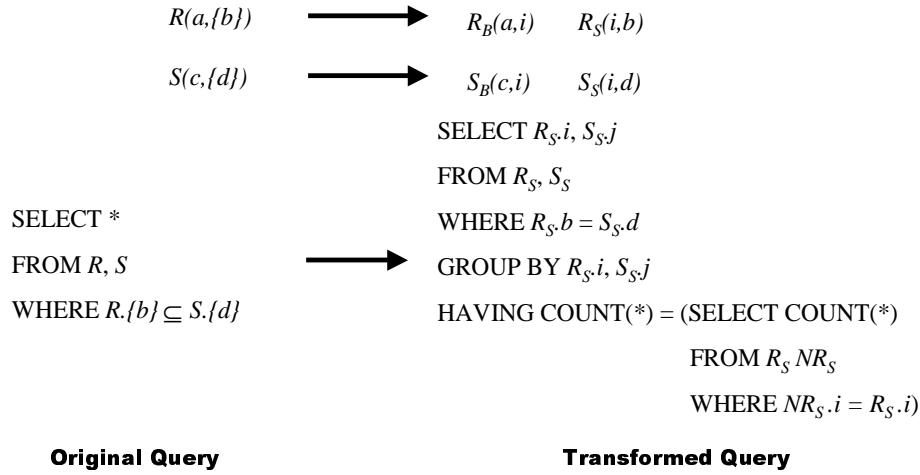 R(a,{b}) R_B(a,i) R_S(i,b)
S(c,{d}) S_B(c,i) S_S(i,d)
SELECT R_S.i, S_S.j
FROM R_S, S_S
SELECT * WHERE R_S.b = S_S.d
FROM R, S GROUP BY R_S.i, S_S.j
WHERE R.{b} ⊆ S.{d} HAVING COUNT(*) = (SELECT COUNT(*)
FROM R_S NR_S
WHERE NR_S.i = R_S.i)
Original Query Transformed Query